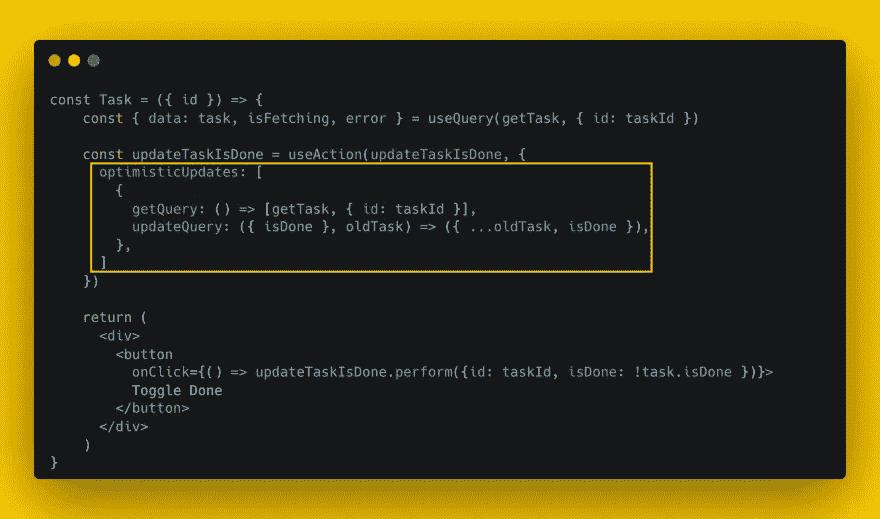 const Task = ({ id }) => {
    const { data: task, isFetching, error } = useQuery(getTask, { id: taskId })

    const updateTaskIsDone = useAction(updateTaskIsDone, {
      optimisticUpdates: [
        {
          getQuery: () => [getTask, { id: taskId }],
          updateQuery: ({ isDone }, oldTask) => ({ ...oldTask, isDone }),
        },
      ]
    })

    return (
      <div>
        <button
          onClick={() => updateTaskIsDone.perform({id: taskId, isDone: !task.isDone })}>
          Toggle Done
        </button>
      </div>
    )
}